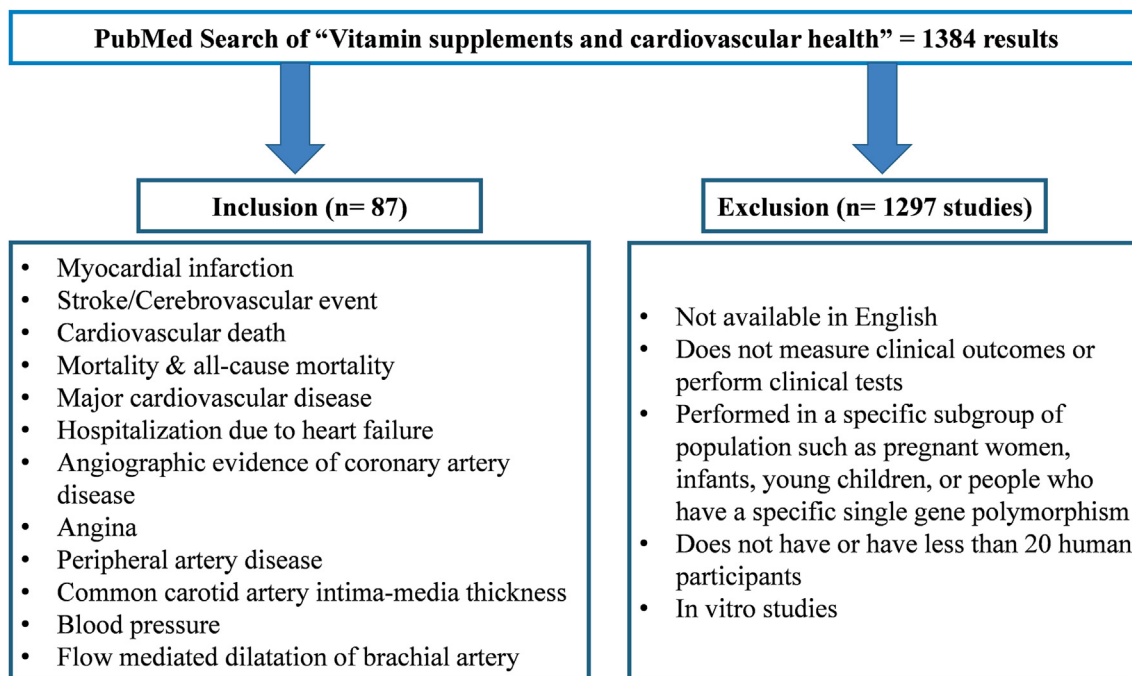 PubMed Search of “Vitamin supplements and cardiovascular health” = 1384 results
Inclusion (n= 87)
• Myocardial infarction
• Stroke/Cerebrovascular event
• Cardiovascular death
• Mortality & all-cause mortality
• Major cardiovascular disease
• Hospitalization due to heart failure
• Angiographic evidence of coronary artery
disease
• Angina
• Peripheral artery disease
• Common carotid artery intima-media thickness
• Blood pressure
• Flow mediated dilatation of brachial artery
Exclusion (n= 1297 studies)
• Not available in English
• Does not measure clinical outcomes or
perform clinical tests
• Performed in a specific subgroup of
population such as pregnant women,
infants, young children, or people who
have a specific single gene polymorphism
• Does not have or have less than 20 human
participants
• In vitro studies